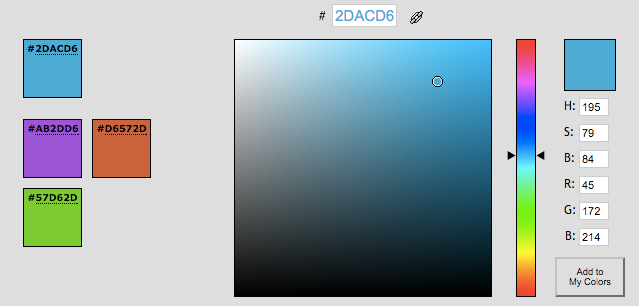 # 2DACD6
#2DACD6
#AB2DD6
#D6572D
#57D62D
H: 195
S: 79
B: 84
R: 45
G: 172
B: 214
Add to
My Colors